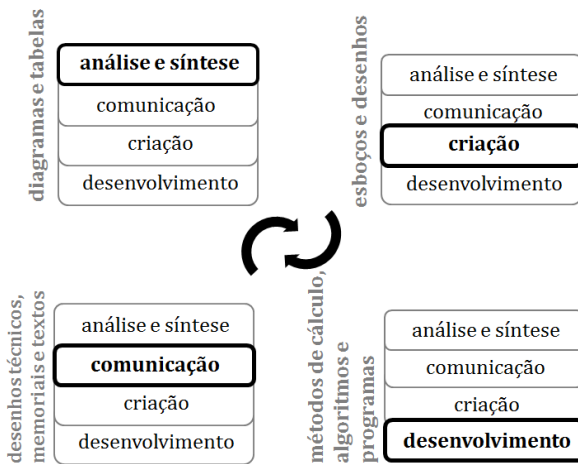 diagramas e tabelas
análise e síntese
comunicação
criação
desenvolvimento
esboços e desenhos
análise e síntese
comunicação
criação
desenvolvimento
desenhos técnicos,
memoriais e textos
análise e síntese
comunicação
criação
desenvolvimento
métodos de cálculo,
algoritmos e
programas
análise e síntese
comunicação
criação
desenvolvimento